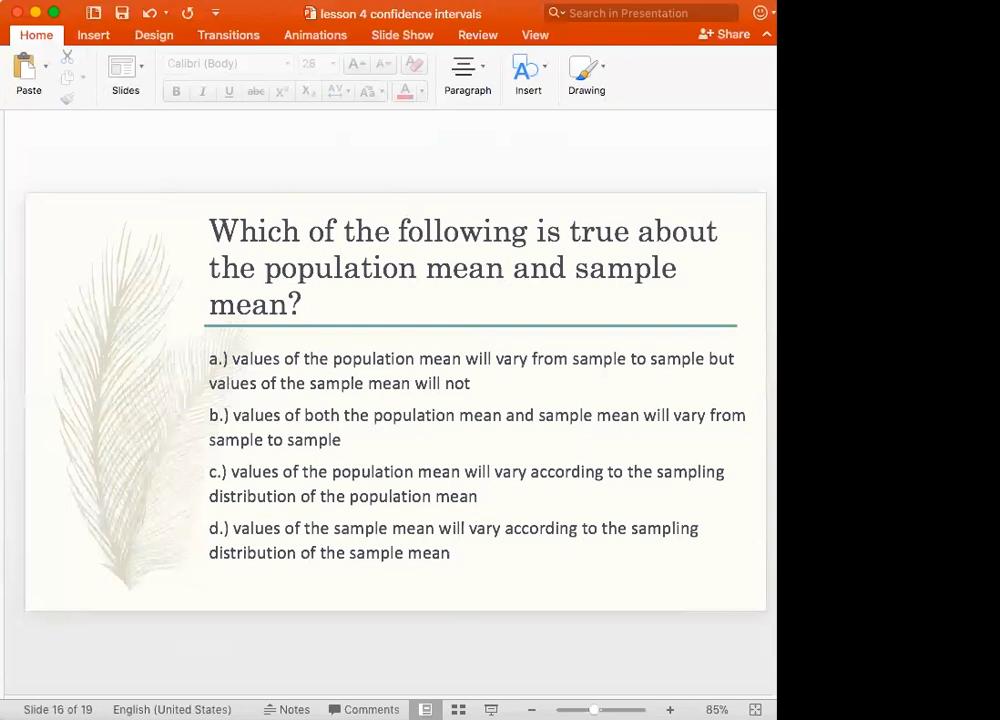 lesson 4 confidence intervals
Search in Presentation
Home Insert Design Transitions Animations Slide Show Review View Share
Calibri (Body) 28 A A
Paste Slides B I U abc X² X₂ AV Aa A Paragraph Insert Drawing
Which of the following is true about
the population mean and sample
mean?
a.) values of the population mean will vary from sample to sample but
values of the sample mean will not
b.) values of both the population mean and sample mean will vary from
sample to sample
c.) values of the population mean will vary according to the sampling
distribution of the population mean
d.) values of the sample mean will vary according to the sampling
distribution of the sample mean
Slide 16 of 19 English (United States) Notes Comments 85%